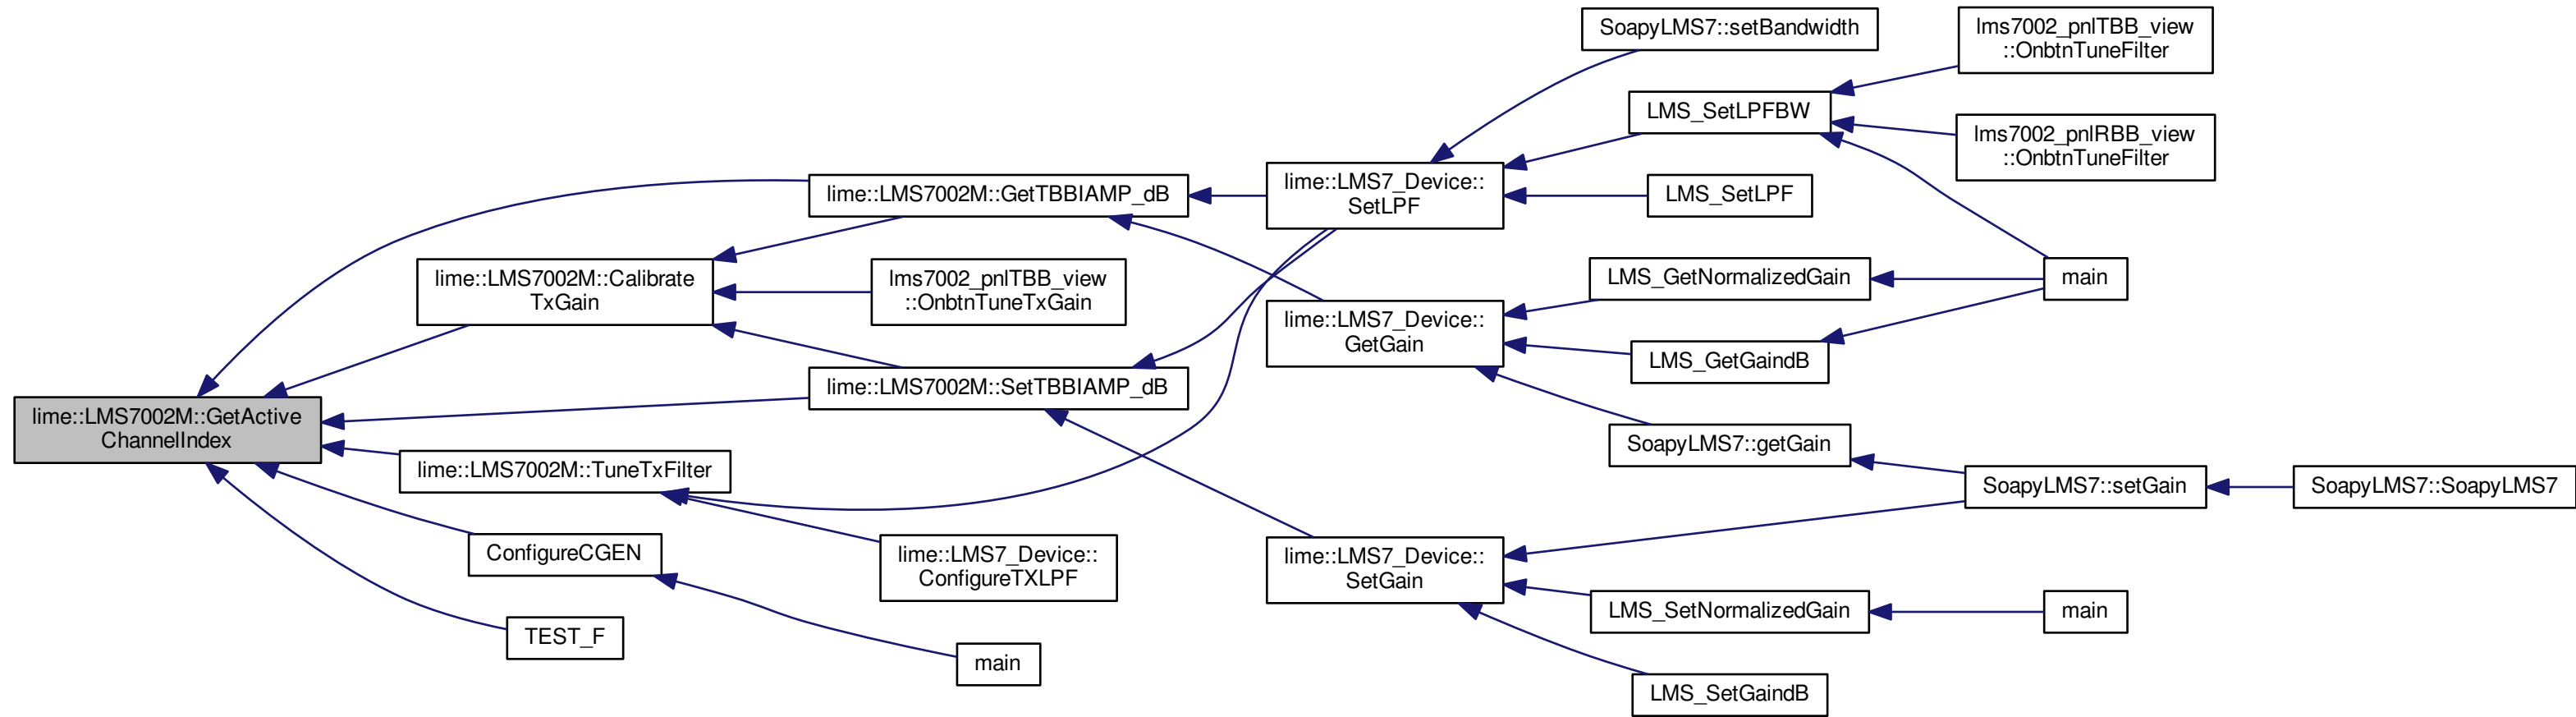 lime::LMS7002M::GetActive
ChannelIndex
lime::LMS7002M::GetTBBIAMP_dB
lime::LMS7002M::Calibrate
TxGain
lms7002_pnlTBB_view
::OnbtnTuneTxGain
lime::LMS7002M::SetTBBIAMP_dB
lime::LMS7002M::TuneTxFilter
ConfigureCGEN
TEST_F
lime::LMS7_Device::
ConfigureTXLPF
main
lime::LMS7_Device::
SetLPF
lime::LMS7_Device::
GetGain
lime::LMS7_Device::
SetGain
SoapyLMS7::setBandwidth
LMS_SetLPFBW
LMS_SetLPF
LMS_GetNormalizedGain
LMS_GetGaindB
SoapyLMS7::getGain
LMS_SetNormalizedGain
LMS_SetGaindB
lms7002_pnlTBB_view
::OnbtnTuneFilter
lms7002_pnlRBB_view
::OnbtnTuneFilter
main
SoapyLMS7::setGain
main
SoapyLMS7::SoapyLMS7